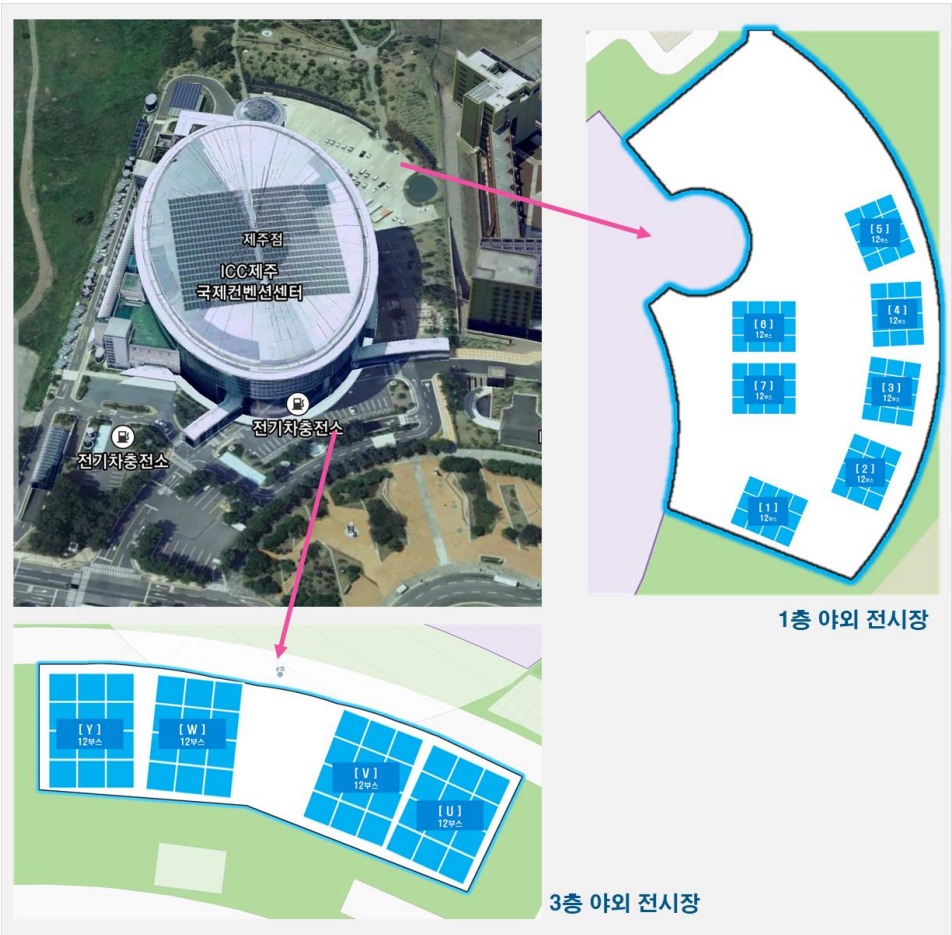 제주점
ICC제주
국제컨벤션센터
전기차충전소
전기차충전소
[ 5 ]
12부스
[ 4 ]
12부스
[ 6 ]
12부스
[ 3 ]
12부스
[ 7 ]
12부스
[ 2 ]
12부스
[ 1 ]
12부스
1층 야외 전시장
[ Y ]
12부스
[ W ]
12부스
[ V ]
12부스
[ U ]
12부스
3층 야외 전시장